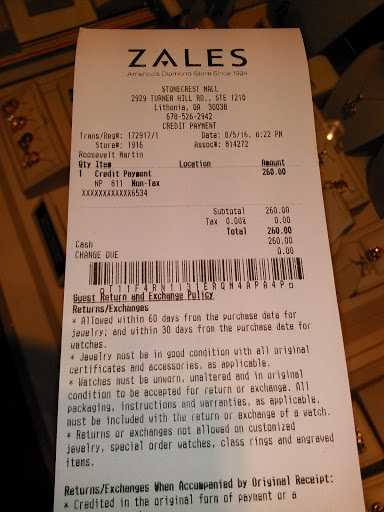 ZALES
America's Diamond Store Since 1924
STONECREST MALL
2929 TURNER HILL RD., STE 1210
Lithonia, GA 30038
678-526-2942
CREDIT PAYMENT
Trans/Reg#: 172917/1 Date: 8/5/16, 8:22 PM
Store#: 1916 Assoc#: 814272
Roosevelt Martin
Qty Item Location Amount
1 Credit Payment 260.00
NP 811 Non-Tax
XXXXXXXXXXXX6534
Subtotal 260.00
Tax 0.00% 0.00
Total 260.00
Cash 260.00
CHANGE DUE 0.00
Guest Return and Exchange Policy
Returns/Exchanges
* Allowed within 60 days from the purchase date for
jewelry; and within 30 days from the purchase date for
watches.
* Jewelry must be in good condition with all original
certificates and accessories, as applicable.
* Watches must be unworn, unaltered and in original
condition to be accepted for return or exchange. All
packaging, instructions and warranties, as applicable,
must be included with the return or exchange of a watch.
* Returns or exchanges not allowed on customized
jewelry, special order watches, class rings and engraved
items.
Returns/Exchanges When Accompanied by Original Receipt:
* Credited in the original form of payment or a